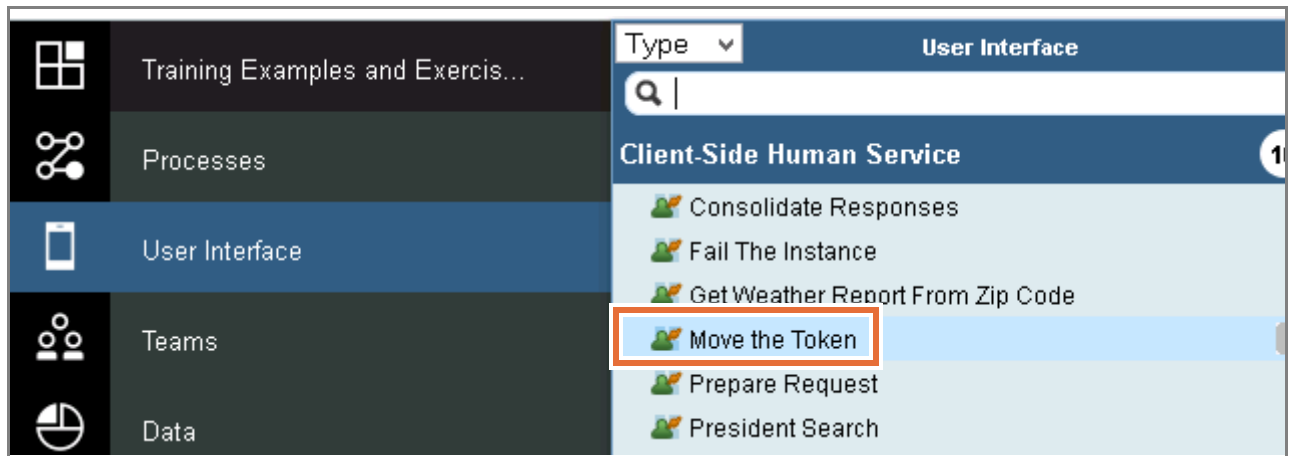 Training Examples and Exercis...
Processes
User Interface
Teams
Data
Type
User Interface
Client-Side Human Service
Consolidate Responses
Fail The Instance
Get Weather Report From Zip Code
Move the Token
Prepare Request
President Search